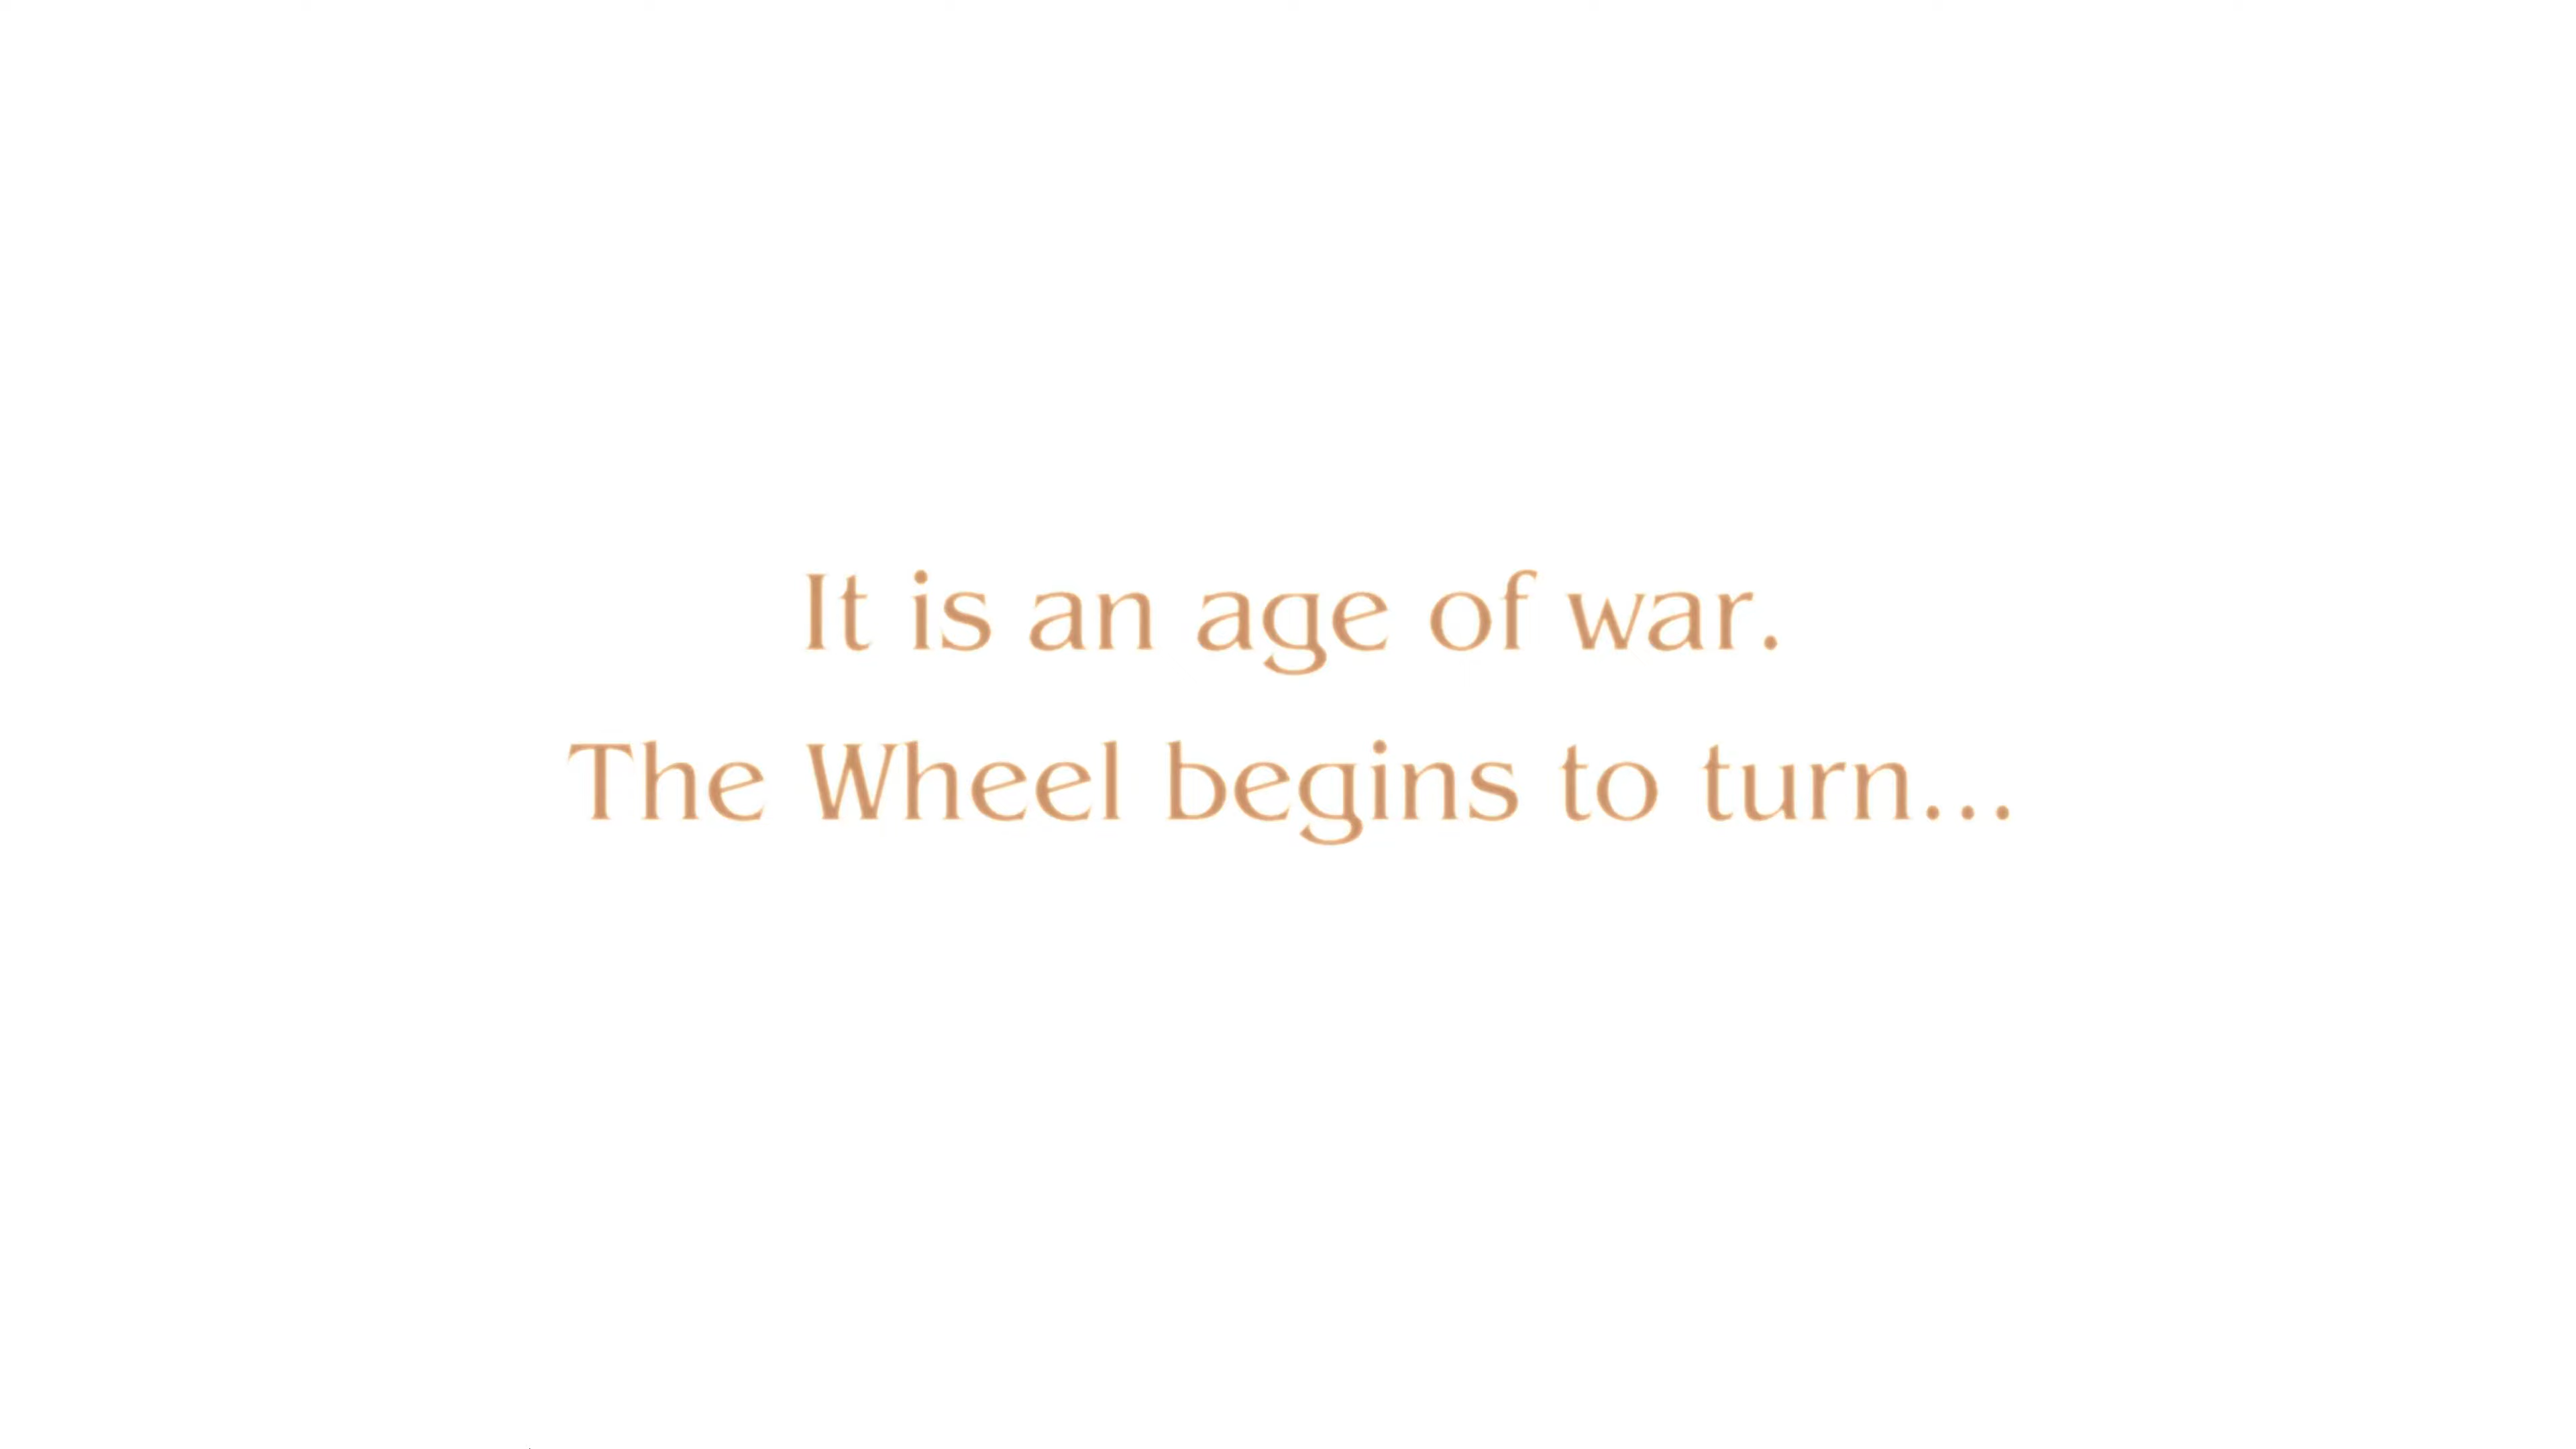 It is an age of war.
The Wheel begins to turn...